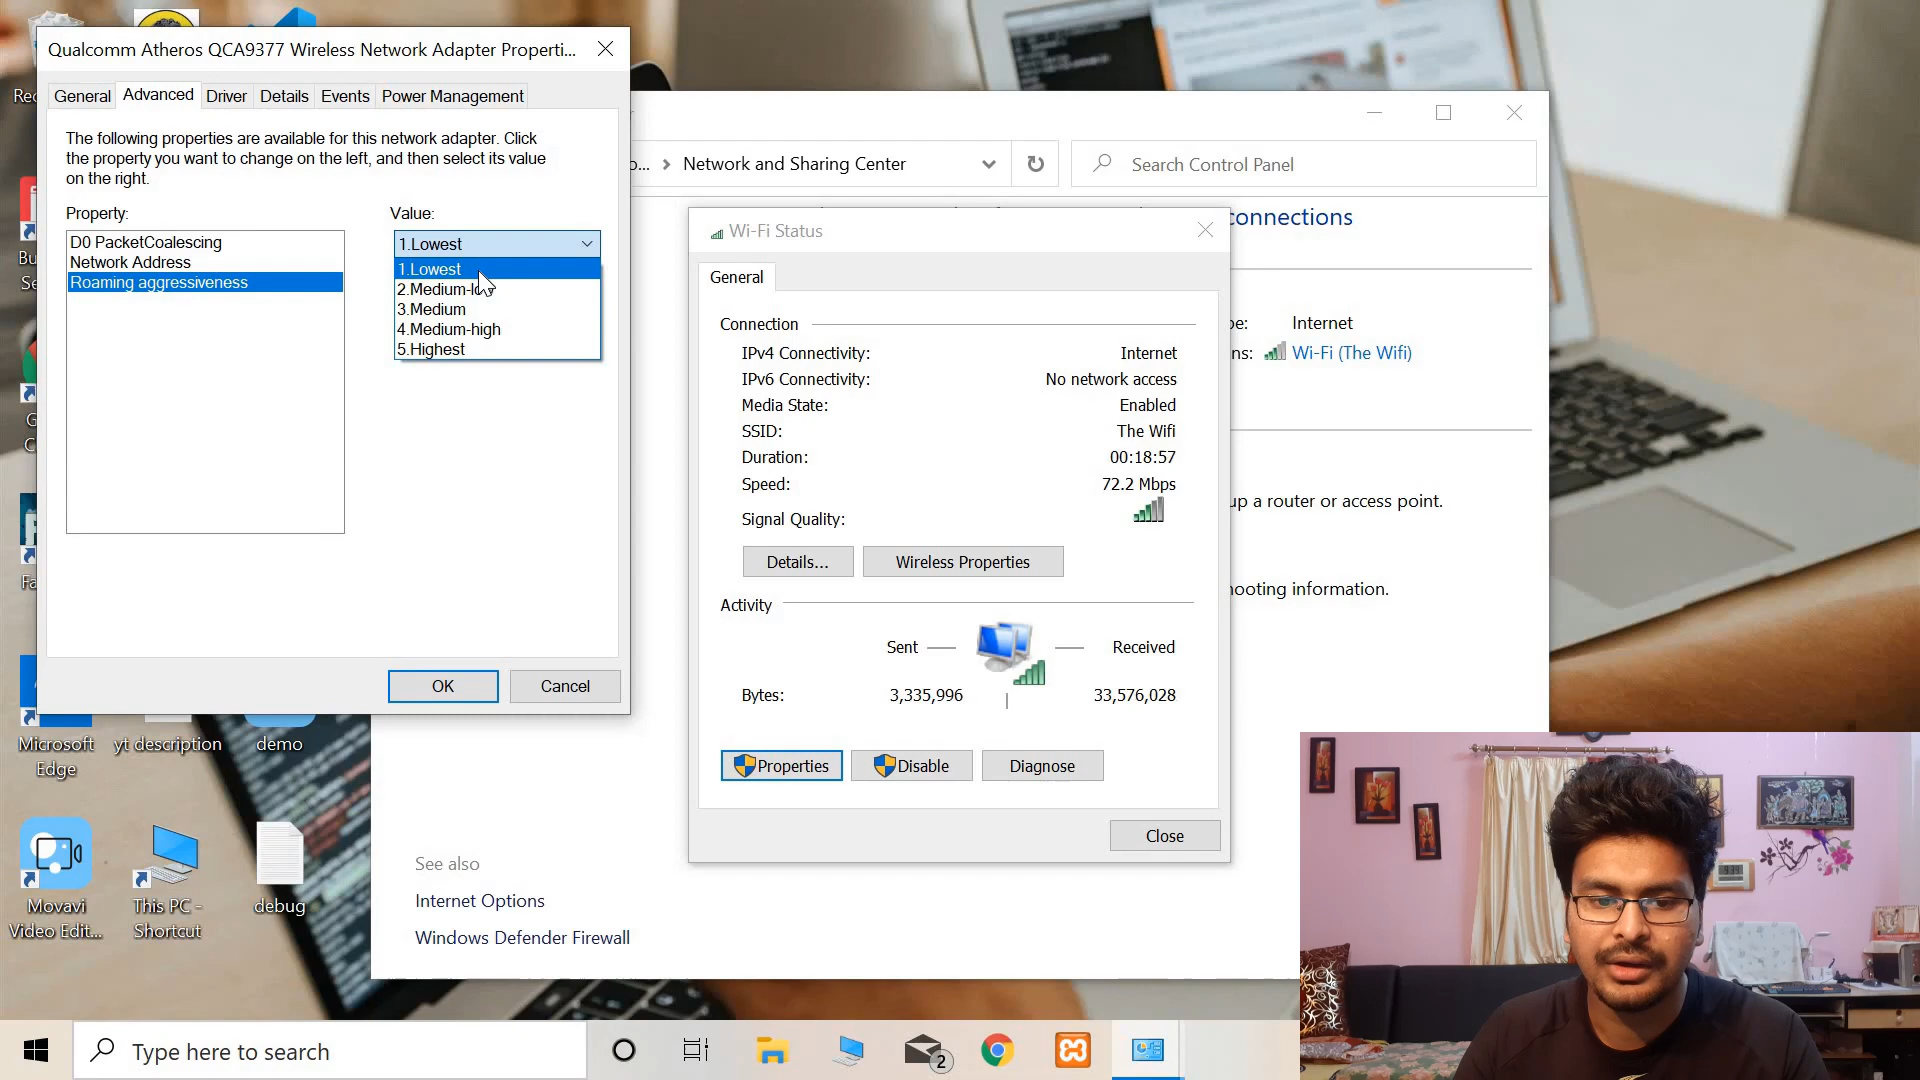 Qualcomm Atheros QCA9377 Wireless Network Adapter Properti...
General Advanced Driver Details Events Power Management
The following properties are available for this network adapter. Click
the property you want to change on the left, and then select its value
on the right.
Property:
Value:
D0 PacketCoalescing
Network Address
Roaming aggressiveness
1.Lowest
1.Lowest
3.Medium
4.Medium-high
5.Highest
OK Cancel
Network and Sharing Center
Search Control Panel
connections
Internet
Wi-Fi (The Wifi)
up a router or access point.
information.
Wi-Fi Status
General
Connection
IPv4 Connectivity: Internet
IPv6 Connectivity: No network access
Media State: Enabled
SSID: The Wifi
Duration: 00:18:57
Speed: 72.2 Mbps
Signal Quality:
Details... Wireless Properties
Activity
Sent Received
Bytes: 3,335,996 33,576,028
Properties Disable Diagnose
Close
See also
Internet Options
Windows Defender Firewall
Microsoft
Edge
yt description
demo
Movavi
Video Edit...
This PC -
Shortcut
debug
Type here to search
2